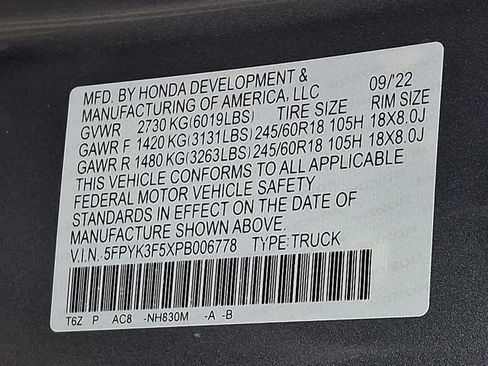 MFD. BY HONDA DEVELOPMENT & 09/22
MANUFACTURING OF AMERICA, LLC
GVWR 2730 KG(6019LBS) TIRE SIZE RIM SIZE
GAWR F 1420 KG(3131LBS) 245/60R18 105H 18X8.0J
GAWR R 1480 KG(3263LBS) 245/60R18 105H 18X8.0J
THIS VEHICLE CONFORMS TO ALL APPLICABLE
FEDERAL MOTOR VEHICLE SAFETY
STANDARDS IN EFFECT ON THE DATE OF
MANUFACTURE SHOWN ABOVE.
V.I.N. 5FPYK3F5XPB006778 TYPE: TRUCK
T6Z P AC8 -NH830M -A -B